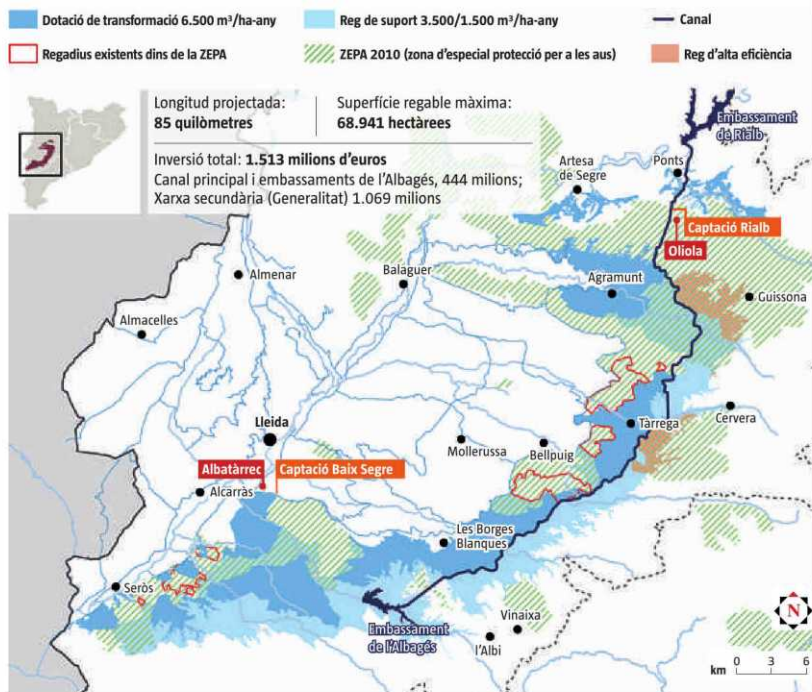 Dotació de transformació 6.500 m³/ha-any
Reg de suport 3.500/1.500 m³/ha-any
Canal
Regadius existents dins de la ZEPA
ZEPA 2010 (zona d'especial protecció per a les aus)
Reg d'alta eficiència
Longitud projectada:
85 quilòmetres
Superfície regable màxima:
68.941 hectàrees
Inversió total: 1.513 milions d'euros
Canal principal i embassaments de l'Albagés, 444 milions;
Xarxa secundària (Generalitat) 1.069 milions
Embassament
de Rialb
Artesa
de Segre
Ponts
Captació Rialb
Oliola
Almenar
Balaguer
Agramunt
Guissona
Almacelles
Lleida
Tàrrega
Cervera
Mollerussa
Bellpuig
Albatàrrec
Captació Baix Segre
Alcarràs
Les Borges
Blanques
Seròs
Embassament
de l'Albagés
Vinaixa
l'Albi
N
km
0 3 6